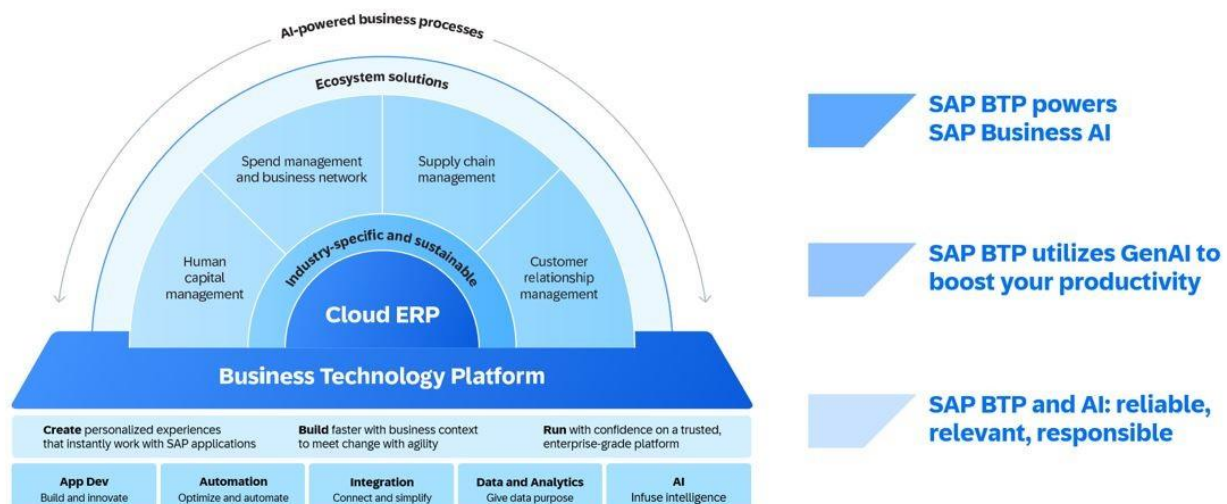 AI-powered business processes
Ecosystem solutions
Spend management
and business network
Supply chain
management
Human
capital
management
Industry-specific and sustainable
Customer
relationship
management
Cloud ERP
Business Technology Platform
Create personalized experiences
that instantly work with SAP applications
Build faster with business context
to meet change with agility
Run with confidence on a trusted,
enterprise-grade platform
App Dev
Build and innovate
Automation
Optimize and automate
Integration
Connect and simplify
Data and Analytics
Give data purpose
AI
Infuse intelligence
SAP BTP powers
SAP Business AI
SAP BTP utilizes GenAI to
boost your productivity
SAP BTP and AI: reliable,
relevant, responsible